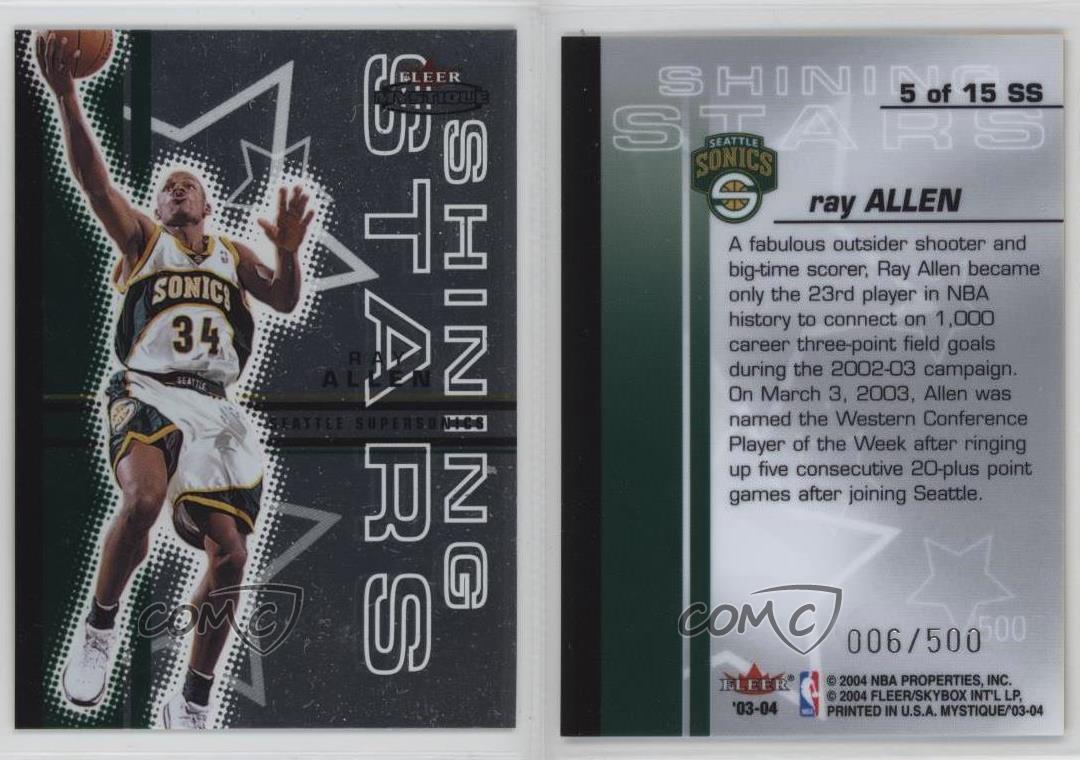 FLEER
MYSTIQUE
SHINING
STARS
SONICS
34
SEATTLE
RAY
ALLEN
SEATTLE SUPERSONICS
COMC
SHINING
STARS
5 of 15 SS
SEATTLE
SONICS
ray ALLEN
A fabulous outsider shooter and
big-time scorer, Ray Allen became
only the 23rd player in NBA
history to connect on 1,000
career three-point field goals
during the 2002-03 campaign.
On March 3, 2003, Allen was
named the Western Conference
Player of the Week after ringing
up five consecutive 20-plus point
games after joining Seattle.
COMC
006/500
500
FLEER®
'03-04
© 2004 NBA PROPERTIES, INC.
© 2004 FLEER/SKYBOX INT'L LP,
PRINTED IN U.S.A. MYSTIQUE/'03-04